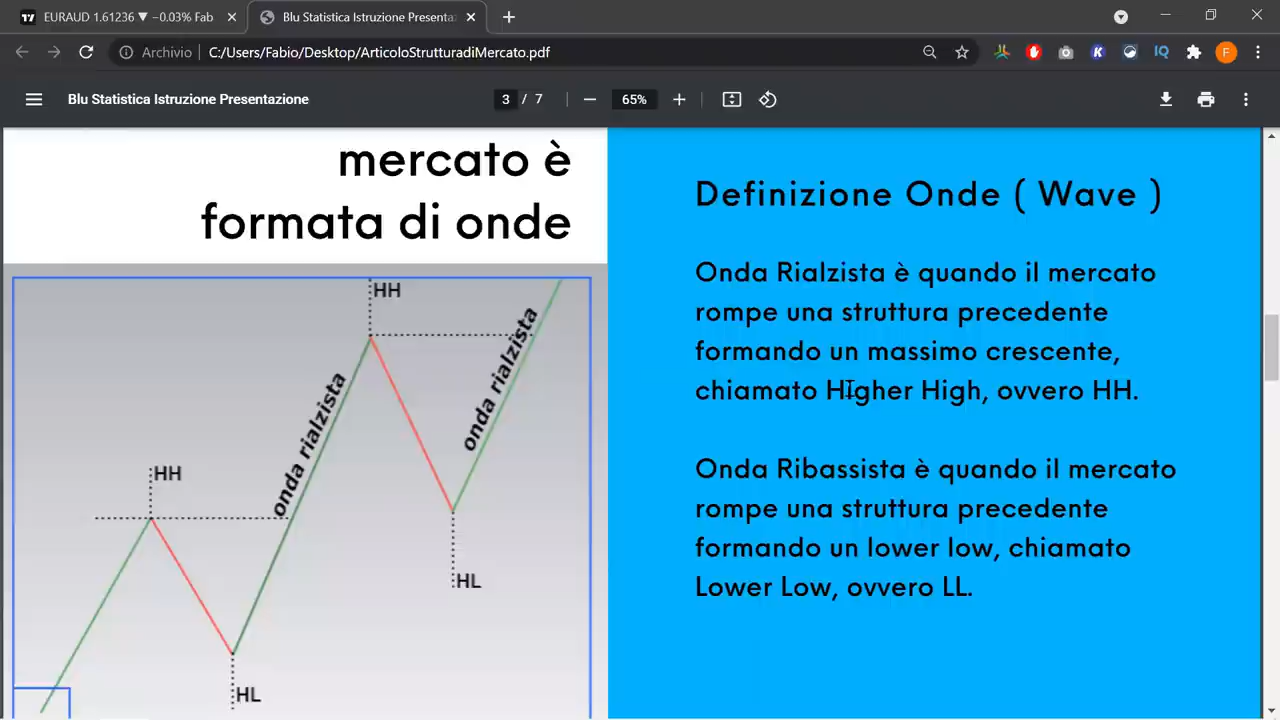 EURAUD 1.61236 ▼ −0.03% Fab
Blu Statistica Istruzione Presenta
Archivio | C:/Users/Fabio/Desktop/ArticoloStrutturadiMercato.pdf
K
IQ
F
Blu Statistica Istruzione Presentazione
3 / 7
65%
mercato è
formata di onde
HH
onda rialzista
onda rialzista
HH
HL
HL
Definizione Onde ( Wave )
Onda Rialzista è quando il mercato
rompe una struttura precedente
formando un massimo crescente,
chiamato Higher High, ovvero HH.
Onda Ribassista è quando il mercato
rompe una struttura precedente
formando un lower low, chiamato
Lower Low, ovvero LL.